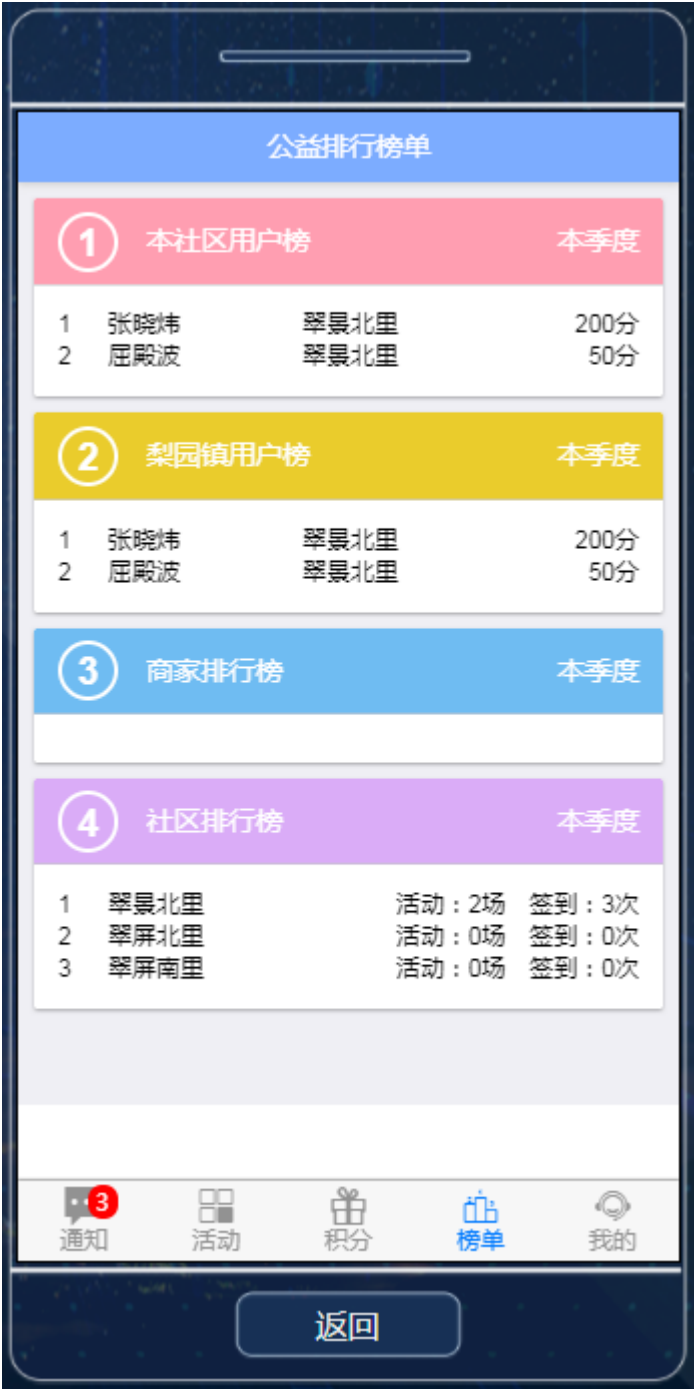 公益排行榜单
1 本社区用户榜 本季度
1 张晓炜 翠景北里 200分
2 屈殿波 翠景北里 50分
2 梨园镇用户榜 本季度
1 张晓炜 翠景北里 200分
2 屈殿波 翠景北里 50分
3 商家排行榜 本季度
4 社区排行榜 本季度
1 翠景北里 活动：2场 签到：3次
2 翠屏北里 活动：0场 签到：0次
3 翠屏南里 活动：0场 签到：0次
3
通知 活动 积分 榜单 我的
返回